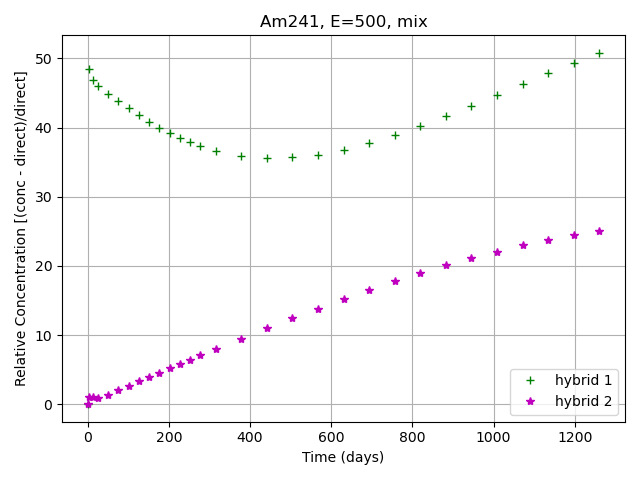 Am241, E=500, mix
Relative Concentration [(conc - direct)/direct]
50
40
30
20
10
0
0 200 400 600 800 1000 1200
Time (days)
hybrid 1
hybrid 2